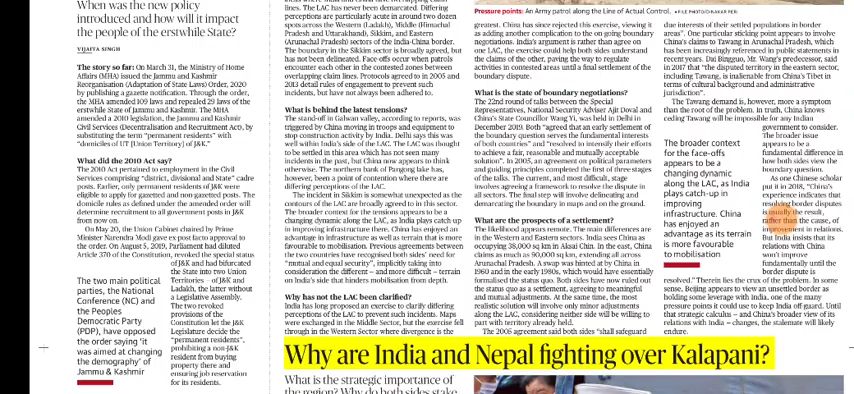 When was the new policy
introduced and how will it impact
the people of the erstwhile State?
VIJAITA SINGH
The story so far: On March 31, the Ministry of Home
Affairs (MHA) issued the Jammu and Kashmir
Reorganisation (Adaptation of State Laws) Order, 2020
by publishing a gazette notification. Through the order,
the MHA amended 109 laws and repealed 29 laws of the
erstwhile State of Jammu and Kashmir. The MHA
amended a 2010 legislation, the Jammu and Kashmir
Civil Services (Decentralisation and Recruitment) Act, by
substituting the term "permanent residents" with
"domiciles of UT [Union Territory] of J&K".
What did the 2010 Act say?
The 2010 Act pertained to employment in the Civil
Services comprising "district, divisional and State" cadre
posts. Earlier, only permanent residents of J&K were
eligible to apply for gazetted and non-gazetted posts. The
domicile rules as defined under the amended order will
determine recruitment to all government posts in J&K
from now on.
On May 20, the Union Cabinet chaired by Prime
Minister Narendra Modi gave ex post facto approval to
the order. On August 5, 2019, Parliament had diluted
Article 370 of the Constitution, revoked the special status
of J&K and had bifurcated
the State into two Union
Territories – of J&K and
Ladakh, the latter without
a Legislative Assembly.
The two revoked
provisions of the
Constitution let the J&K
Legislature decide the
"permanent residents",
prohibiting a non-J&K
resident from buying
property there and
ensuring job reservation
for its residents.
The two main political
parties, the National
Conference (NC) and
the Peoples
Democratic Party
(PDP), have opposed
the order saying 'it
was aimed at changing
the demography' of
Jammu & Kashmir
lines. The LAC has never been demarcated. Differing
perceptions are particularly acute in around two dozen
spots across the Western (Ladakh), Middle (Himachal
Pradesh and Uttarakhand), Sikkim, and Eastern
(Arunachal Pradesh) sectors of the India-China border.
The boundary in the Sikkim sector is broadly agreed, but
has not been delineated. Face offs occur when patrols
encounter each other in the contested zones between
overlapping claim lines. Protocols agreed to in 2005 and
2013 detail rules of engagement to prevent such
incidents, but have not always been adhered to.
What is behind the latest tensions?
The stand-off in Galwan valley, according to reports, was
triggered by China moving in troops and equipment to
stop construction activity by India. Delhi says this was
well within India's side of the LAC. The LAC was thought
to be settled in this area which has not seen many
incidents in the past, but China now appears to think
otherwise. The northern bank of Pangong lake has,
however, been a point of contention where there are
differing perceptions of the LAC.
The incident in Sikkim is somewhat unexpected as the
contours of the LAC are broadly agreed to in this sector.
The broader context for the tensions appears to be a
changing dynamic along the LAC, as India plays catch up
in improving infrastructure there. China has enjoyed an
advantage in infrastructure as well as terrain that is more
favourable to mobilisation. Previous agreements between
the two countries have recognised both sides' need for
"mutual and equal security", implicitly taking into
consideration the different – and more difficult – terrain
on India's side that hinders mobilisation from depth.
Why has not the LAC been clarified?
India has long proposed an exercise to clarify differing
perceptions of the LAC to prevent such incidents. Maps
were exchanged in the Middle Sector, but the exercise fell
through in the Western Sector where divergence is the
Pressure points: An Army patrol along the Line of Actual Control.
greatest. China has since rejected this exercise, viewing it
as adding another complication to the on going boundary
negotiations. India's argument is rather than agree on
one LAC, the exercise could help both sides understand
the claims of the other, paving the way to regulate
activities in contested areas until a final settlement of the
boundary dispute.
What is the state of boundary negotiations?
The 22nd round of talks between the Special
Representatives, National Security Adviser Ajit Doval and
China's State Councillor Wang Yi, was held in Delhi in
December 2019. Both "agreed that an early settlement of
the boundary question serves the fundamental interests
of both countries" and "resolved to intensify their efforts
to achieve a fair, reasonable and mutually acceptable
solution". In 2005, an agreement on political parameters
and guiding principles completed the first of three stages
of the talks. The current, and most difficult, stage
involves agreeing a framework to resolve the dispute in
all sectors. The final step will involve delineating and
demarcating the boundary in maps and on the ground.
What are the prospects of a settlement?
The likelihood appears remote. The main differences are
in the Western and Eastern sectors. India sees China as
occupying 38,000 sq km in Aksai Chin. In the east, China
claims as much as 90,000 sq km, extending all across
Arunachal Pradesh. A swap was hinted at by China in
1960 and in the early 1980s, which would have essentially
formalised the status quo. Both sides have now ruled out
the status quo as a settlement, agreeing to meaningful
and mutual adjustments. At the same time, the most
realistic solution will involve only minor adjustments
along the LAC, considering neither side will be willing to
part with territory already held.
The 2005 agreement said both sides "shall safeguard
due interests of their settled populations in border
areas". One particular sticking point appears to involve
China's claims to Tawang in Arunachal Pradesh, which
has been increasingly referenced in public statements in
recent years. Dai Bingguo, Mr. Wang's predecessor, said
in 2017 that "the disputed territory in the eastern sector,
including Tawang, is inalienable from China's Tibet in
terms of cultural background and administrative
jurisdiction".
The Tawang demand is, however, more a symptom
than the root of the problem. In truth, China knows
ceding Tawang will be impossible for any Indian
government to consider.
The broader issue
appears to be a
fundamental difference in
how both sides view the
boundary question.
As one Chinese scholar
put it in 2018, "China's
experience indicates that
resolving border disputes
is usually the result,
rather than the cause, of
improvement in relations.
But India insists that its
relations with China
won't improve
fundamentally until the
border dispute is
resolved." Therein lies the crux of the problem. In some
sense, Beijing appears to view an unsettled border as
holding some leverage with India, one of the many
pressure points it could use to keep India off guard. Until
that strategic calculus – and China's broader view of its
relations with India – changes, the stalemate will likely
endure.
The broader context
for the face-offs
appears to be a
changing dynamic
along the LAC, as India
plays catch-up in
improving
infrastructure. China
has enjoyed an
advantage as its terrain
is more favourable
to mobilisation
Why are India and Nepal fighting over Kalapani?
What is the strategic importance of
the region? Why do both sides stake